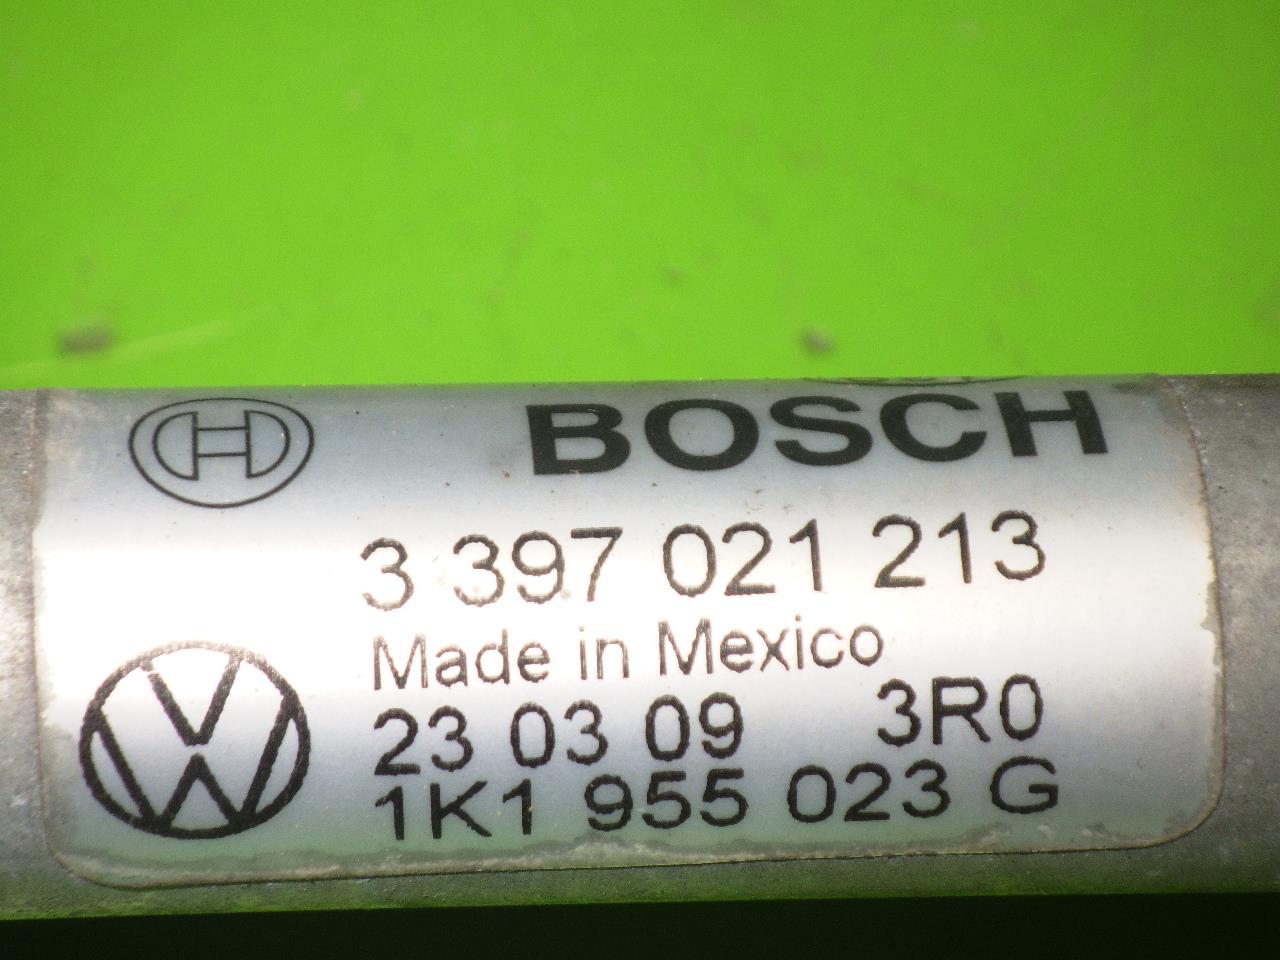 BOSCH
3 397 021 213
Made in Mexico
23 03 09 3R0
1K1 955 023 G